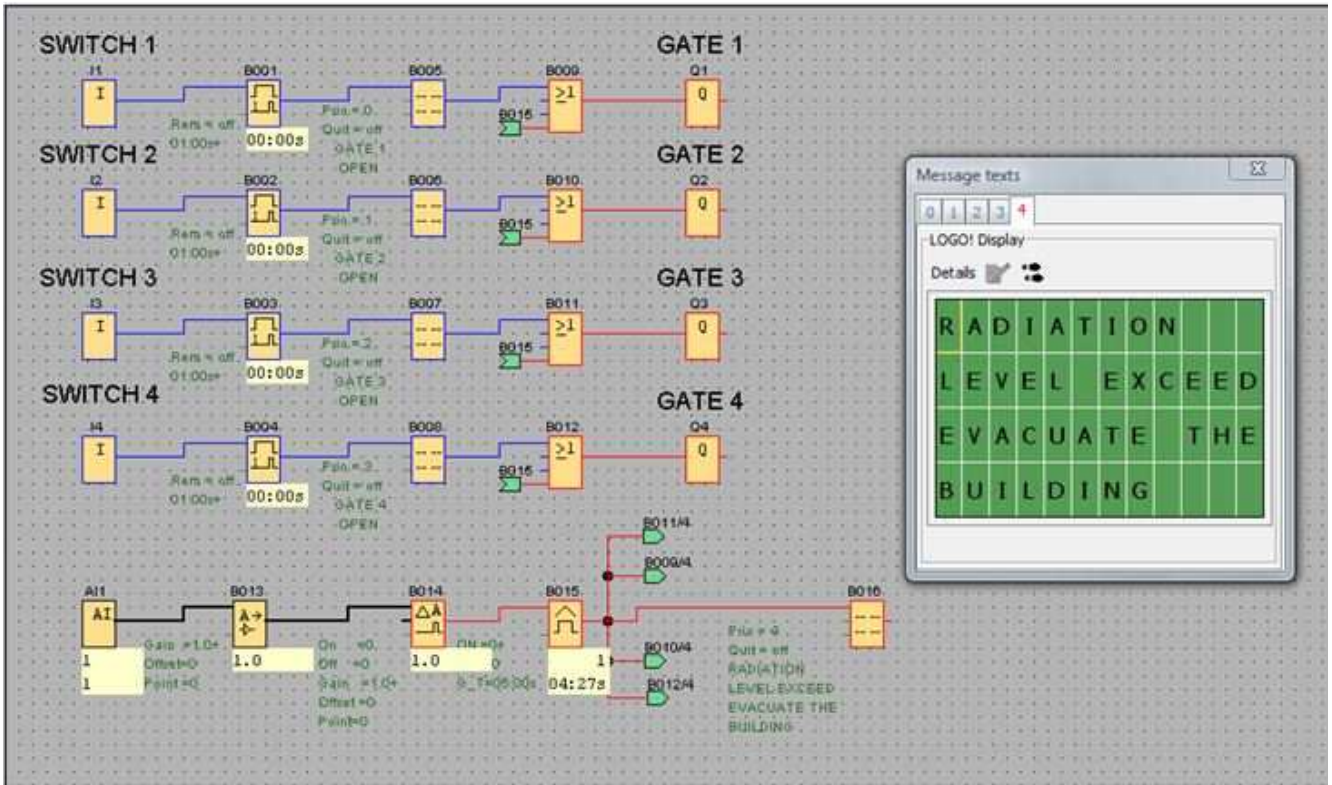 SWITCH 1
GATE 1
I1
B001
B005
B009
Q1
I
≥1
Q
B015
Rem = off
01:00s+
00:00s
Quit = off
GATE 1
OPEN
SWITCH 2
GATE 2
I2
B002
B006
B010
Q2
I
≥1
Q
B015
Rem = off
01:00s+
00:00s
Quit = off
GATE 2
OPEN
SWITCH 3
GATE 3
I3
B003
B007
B011
Q3
I
≥1
Q
B015
Rem = off
01:00s+
00:00s
Quit = off
GATE 3
OPEN
SWITCH 4
GATE 4
I4
B004
B008
B012
Q4
I
≥1
Q
B015
Rem = off
01:00s+
00:00s
Quit = off
GATE 4
OPEN
B011/4
B009/4
AI1
B013
B014
B015
B016
AI
A→
ΔA
Gain =1.0+
Offset=0
Point=0
1
1
1.0
On =0
Off =0
Gain =1.0+
Offset=0
Point=0
1.0
ON =0+
0
G_T=05:00s
1
04:27s
B010/4
B012/4
Quit = off
RADIATION
LEVEL EXCEED
EVACUATE THE
BUILDING
Message texts
0 1 2 3 4
LOGO! Display
Details
RADIATION
LEVEL EXCEED
EVACUATE THE
BUILDING